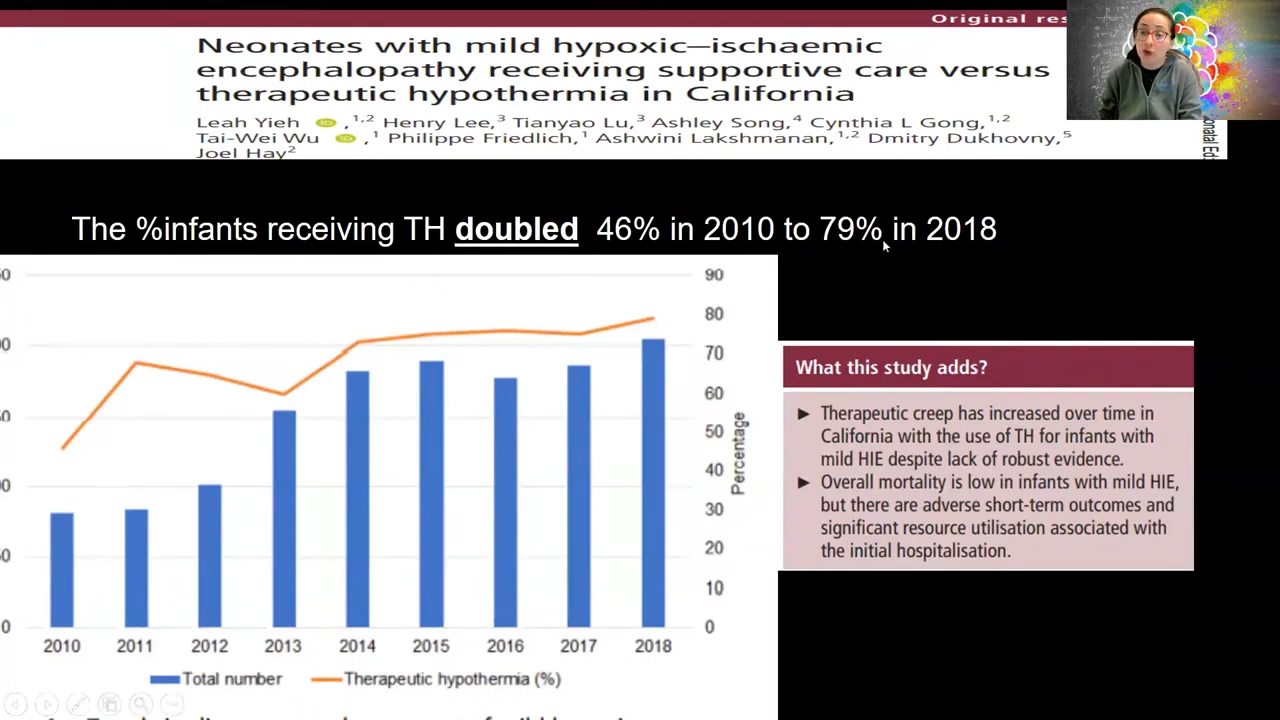 Original res
Neonates with mild hypoxic–ischaemic
encephalopathy receiving supportive care versus
therapeutic hypothermia in California
Leah Yieh iD ,1,2 Henry Lee,3 Tianyao Lu,3 Ashley Song,4 Cynthia L Gong,1,2
Tai-Wei Wu iD ,1 Philippe Friedlich,1 Ashwini Lakshmanan,1,2 Dmitry Dukhovny,5
Joel Hay2
The %infants receiving TH doubled 46% in 2010 to 79% in 2018
90
80
70
60
50
40
30
20
10
0
Percentage
2010 2011 2012 2013 2014 2015 2016 2017 2018
Total number Therapeutic hypothermia (%)
What this study adds?
► Therapeutic creep has increased over time in
California with the use of TH for infants with
mild HIE despite lack of robust evidence.
► Overall mortality is low in infants with mild HIE,
but there are adverse short-term outcomes and
significant resource utilisation associated with
the initial hospitalisation.